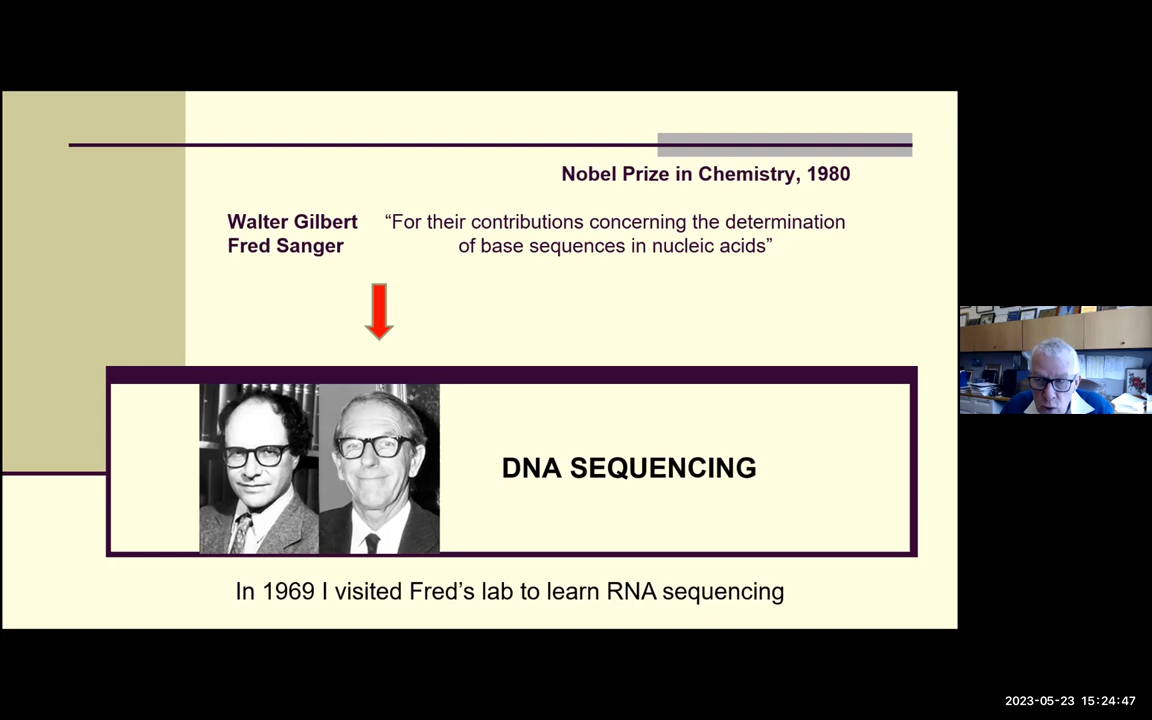 Nobel Prize in Chemistry, 1980
Walter Gilbert “For their contributions concerning the determination
Fred Sanger of base sequences in nucleic acids”
DNA SEQUENCING
In 1969 I visited Fred’s lab to learn RNA sequencing
2023-05-23 15:24:47